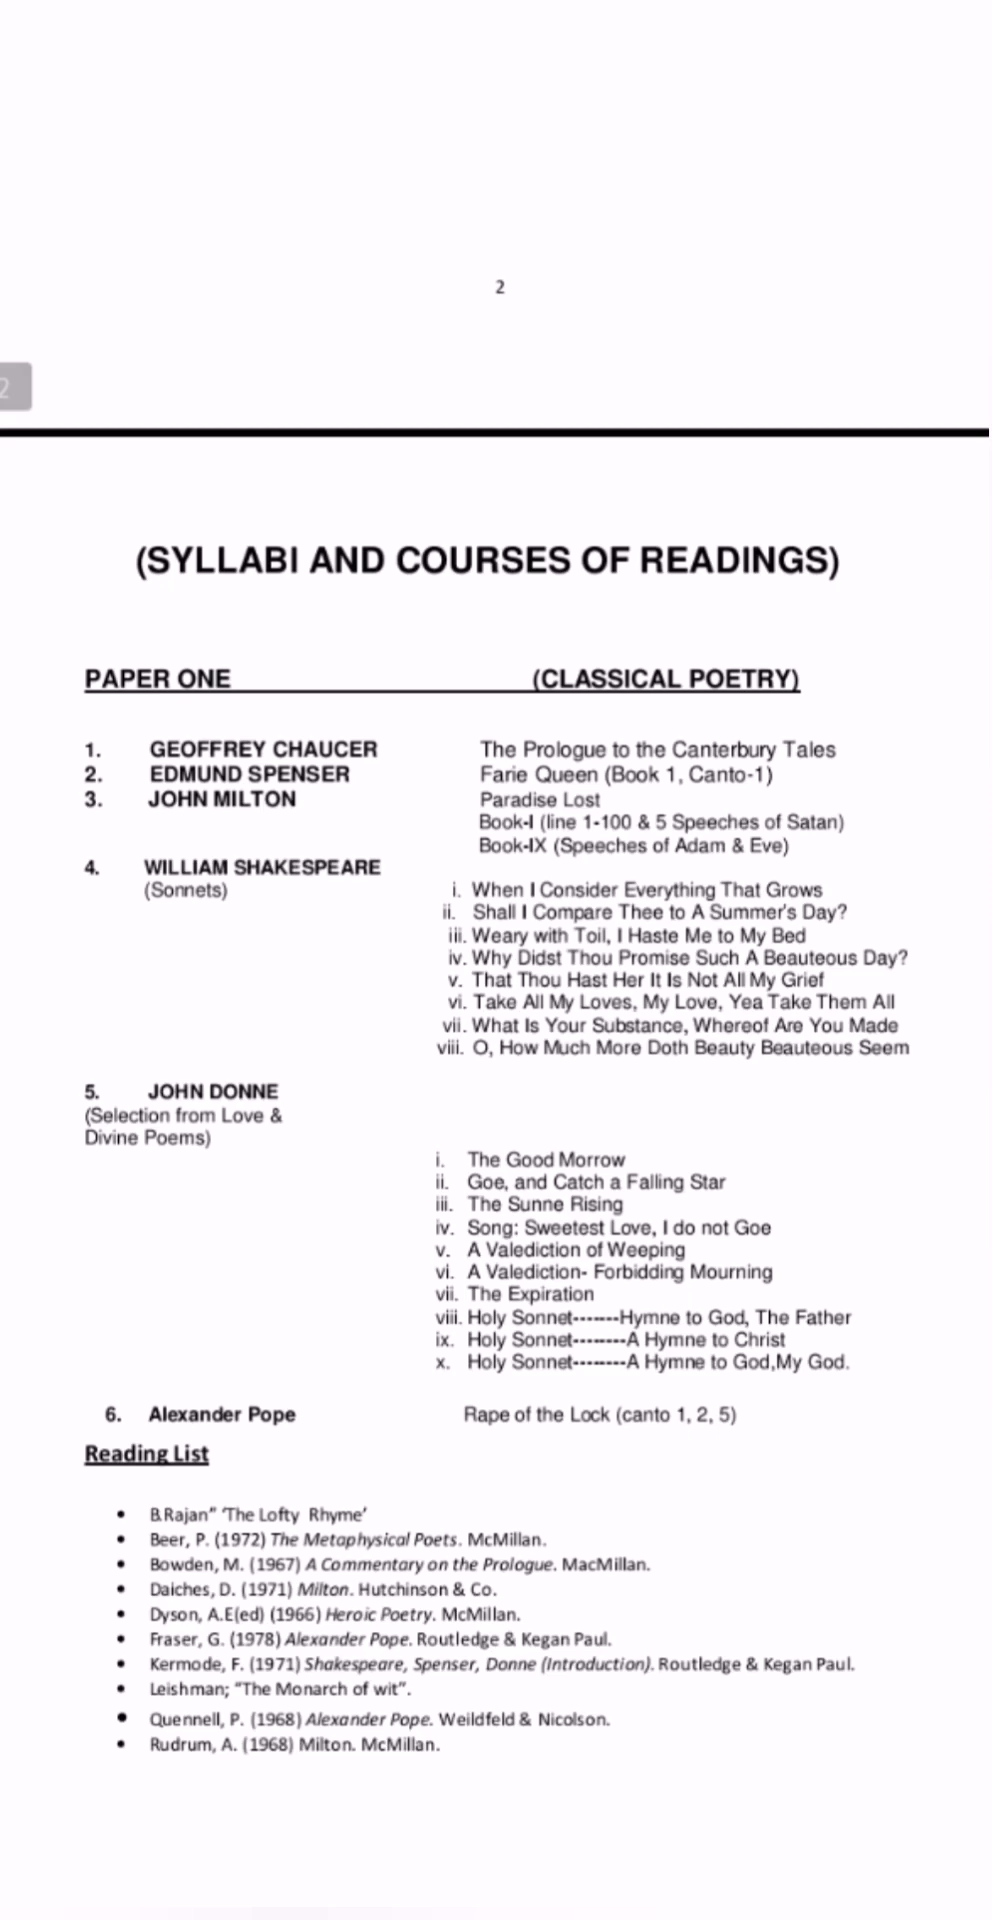 2
2
(SYLLABI AND COURSES OF READINGS)
PAPER ONE (CLASSICAL POETRY)
1. GEOFFREY CHAUCER The Prologue to the Canterbury Tales
2. EDMUND SPENSER Farie Queen (Book 1, Canto-1)
3. JOHN MILTON Paradise Lost
Book-I (line 1-100 & 5 Speeches of Satan)
Book-IX (Speeches of Adam & Eve)
4. WILLIAM SHAKESPEARE
(Sonnets) i. When I Consider Everything That Grows
ii. Shall I Compare Thee to A Summer's Day?
iii. Weary with Toil, I Haste Me to My Bed
iv. Why Didst Thou Promise Such A Beauteous Day?
v. That Thou Hast Her It Is Not All My Grief
vi. Take All My Loves, My Love, Yea Take Them All
vii. What Is Your Substance, Whereof Are You Made
viii. O, How Much More Doth Beauty Beauteous Seem
5. JOHN DONNE
(Selection from Love &
Divine Poems)
i. The Good Morrow
ii. Goe, and Catch a Falling Star
iii. The Sunne Rising
iv. Song: Sweetest Love, I do not Goe
v. A Valediction of Weeping
vi. A Valediction- Forbidding Mourning
vii. The Expiration
viii. Holy Sonnet-------Hymne to God, The Father
ix. Holy Sonnet--------A Hymne to Christ
x. Holy Sonnet--------A Hymne to God,My God.
6. Alexander Pope Rape of the Lock (canto 1, 2, 5)
Reading List
• B.Rajan” ‘The Lofty Rhyme’
• Beer, P. (1972) The Metaphysical Poets. McMillan.
• Bowden, M. (1967) A Commentary on the Prologue. MacMillan.
• Daiches, D. (1971) Milton. Hutchinson & Co.
• Dyson, A.E(ed) (1966) Heroic Poetry. McMillan.
• Fraser, G. (1978) Alexander Pope. Routledge & Kegan Paul.
• Kermode, F. (1971) Shakespeare, Spenser, Donne (Introduction). Routledge & Kegan Paul.
• Leishman; “The Monarch of wit”.
• Quennell, P. (1968) Alexander Pope. Weildfeld & Nicolson.
• Rudrum, A. (1968) Milton. McMillan.